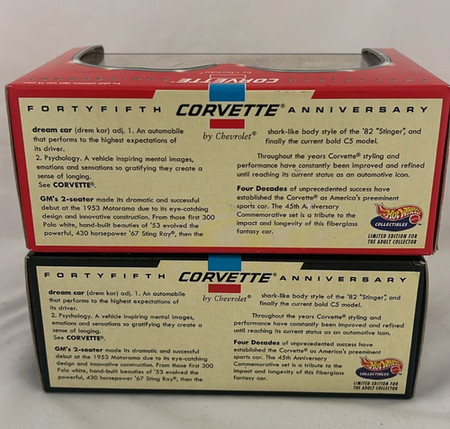 CORVETTE
FORTYFIFTH CORVETTE® ANNIVERSARY
by Chevrolet®
dream car (drem kar) adj. 1. An automobile
that performs to the highest expectations of
its driver.
2. Psychology. A vehicle inspiring mental images,
emotions and sensations so gratifying they create a
sense of longing.
See CORVETTE®.
GM's 2-seater made its dramatic and successful
debut at the 1953 Motorama due to its eye-catching
design and innovative construction. From those first 300
Polo white, hand-built beauties of '53 evolved the
powerful, 430 horsepower '67 Sting Ray®, then the
shark-like body style of the '82 "Stinger", and
finally the current bold C5 model.
Throughout the years Corvette® styling and
performance have constantly been improved and refined
until reaching its current status as an automotive icon.
Four Decades of unprecedented success have
established the Corvette® as America's preeminent
sports car. The 45th Anniversary
Commemorative set is a tribute to the
impact and longevity of this fiberglass
fantasy car.
Hot Wheels
COLLECTIBLES
LIMITED EDITION FOR
THE ADULT COLLECTOR
FORTYFIFTH CORVETTE® ANNIVERSARY
by Chevrolet®
dream car (drem kar) adj. 1. An automobile
that performs to the highest expectations of
its driver.
2. Psychology. A vehicle inspiring mental images,
emotions and sensations so gratifying they create a
sense of longing.
See CORVETTE®.
GM's 2-seater made its dramatic and successful
debut at the 1953 Motorama due to its eye-catching
design and innovative construction. From those first 300
Polo white, hand-built beauties of '53 evolved the
powerful, 430 horsepower '67 Sting Ray®, then the
shark-like body style of the '82 "Stinger", and
finally the current bold C5 model.
Throughout the years Corvette® styling and
performance have constantly been improved and refined
until reaching its current status as an automotive icon.
Four Decades of unprecedented success have
established the Corvette® as America's preeminent
sports car. The 45th Anniversary
Commemorative set is a tribute to the
impact and longevity of this fiberglass
fantasy car.
Hot Wheels
COLLECTIBLES
LIMITED EDITION FOR
THE ADULT COLLECTOR